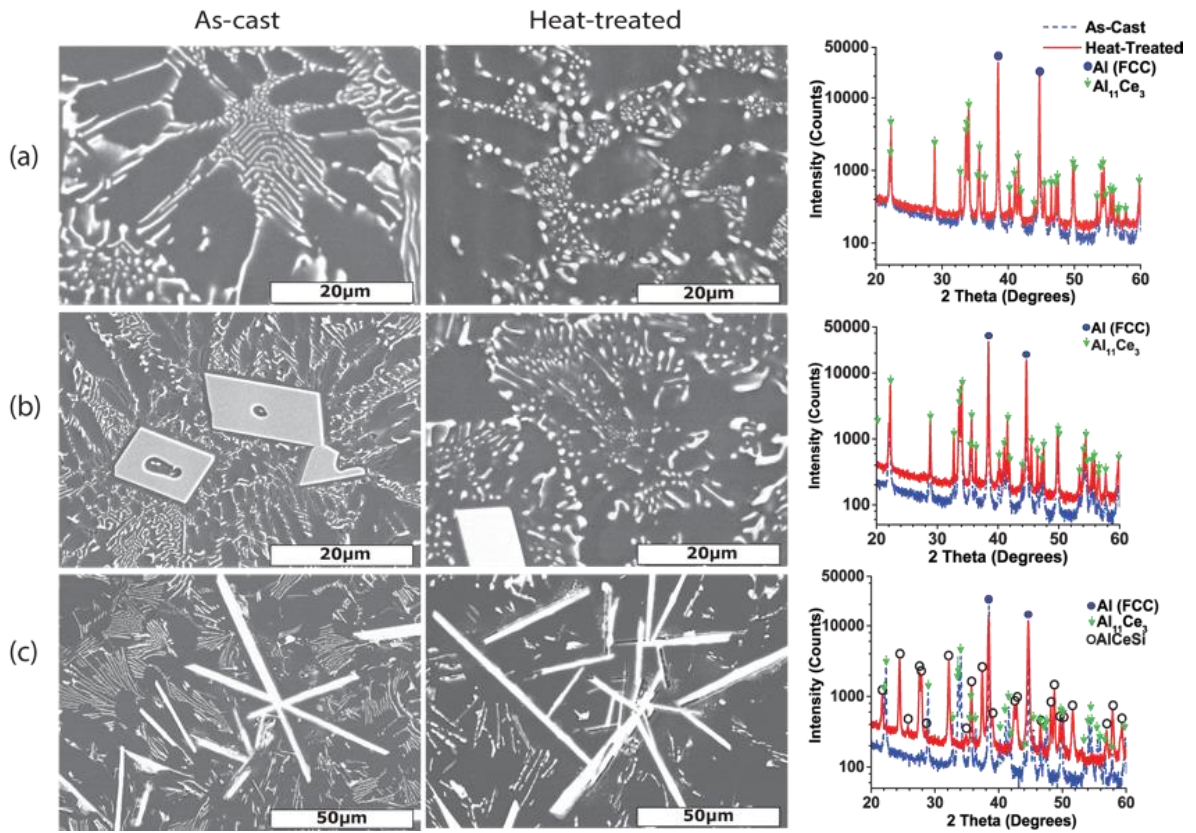 As-cast
Heat-treated
(a)
20µm
20µm
As-Cast
Heat-Treated
Al (FCC)
Al₁₁Ce₃
Intensity (Counts)
50000
10000
1000
100
20 30 40 50 60
2 Theta (Degrees)
(b)
20µm
20µm
Al (FCC)
Al₁₁Ce₃
Intensity (Counts)
50000
10000
1000
100
20 30 40 50 60
2 Theta (Degrees)
(c)
50µm
50µm
Al (FCC)
Al₁₁Ce₃
AlCeSi
Intensity (Counts)
50000
10000
1000
100
20 30 40 50 60
2 Theta (Degrees)